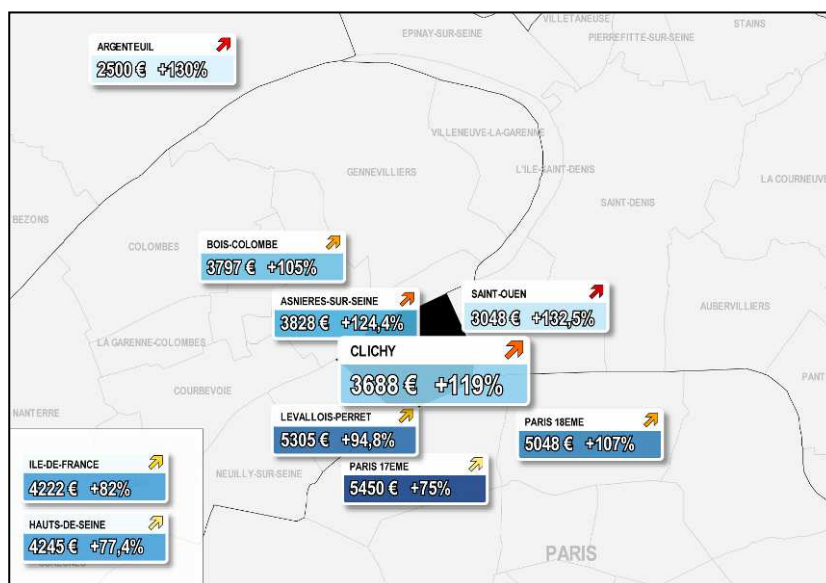 VILLETANEUSE
STAINS
EPINAY-SUR-SEINE
PIERREFITTE-SUR-SEINE
ARGENTEUIL
2500 € +130%
VILLENEUVE-LA-GARENNE
GENNEVILLIERS
L'ILE-SAINT-DENIS
LA COURNEUVE
SAINT-DENIS
BEZONS
COLOMBES
BOIS-COLOMBE
3797 € +105%
ASNIERES-SUR-SEINE
3828 € +124,4%
SAINT-OUEN
3048 € +132,5%
AUBERVILLIERS
LA GARENNE-COLOMBES
CLICHY
3688 € +119%
PANT
COURBEVOIE
NANTERRE
LEVALLOIS-PERRET
5305 € +94,8%
PARIS 18EME
5048 € +107%
NEUILLY-SUR-SEINE
PARIS 17EME
5450 € +75%
ILE-DE-FRANCE
4222 € +82%
HAUTS-DE-SEINE
4245 € +77,4%
PARIS